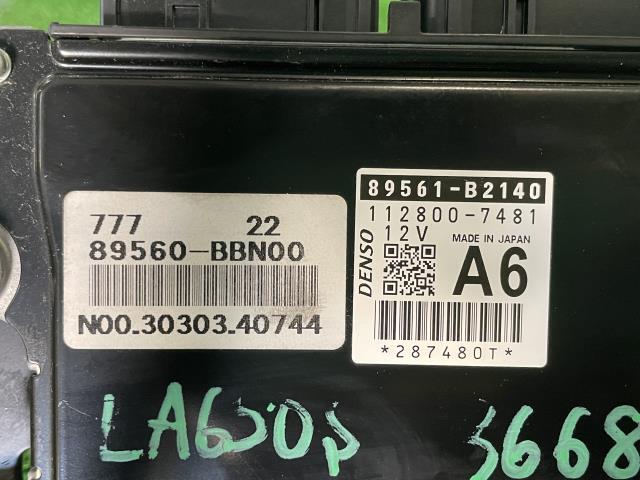 777 22
89560-BBN00
N00.30303.40744
89561-B2140
112800-7481
DENSO
12V
MADE IN JAPAN
A6
*287480T*
LA650S
3668